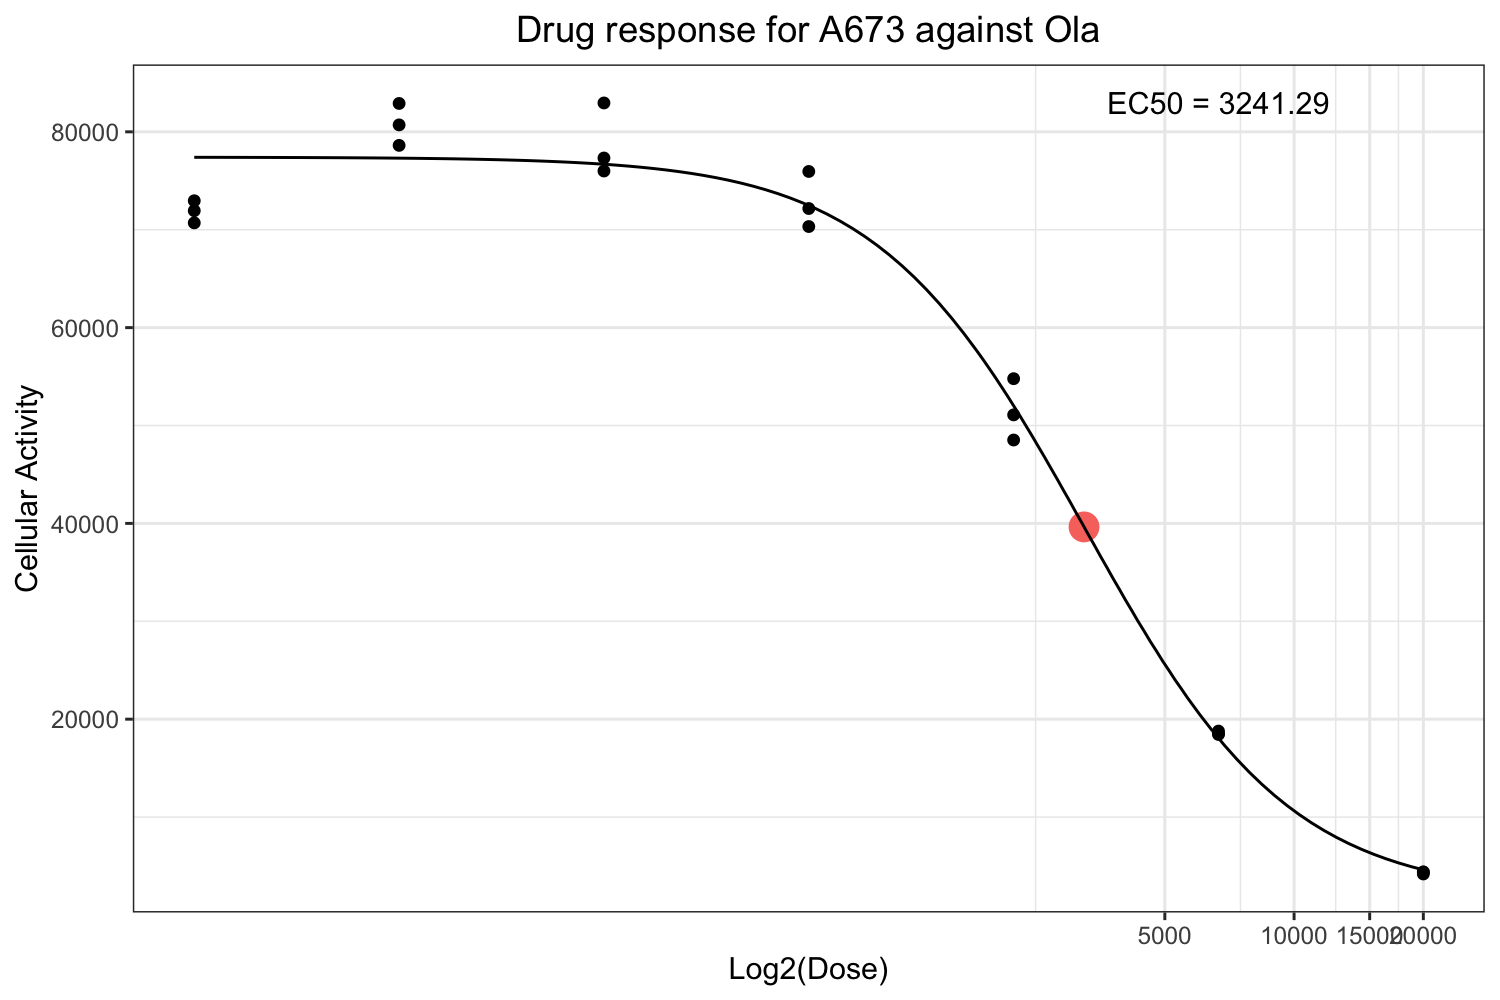 Drug response for A673 against Ola
EC50 = 3241.29
80000
60000
40000
20000
Cellular Activity
5000 10000 15000 20000
Log2(Dose)